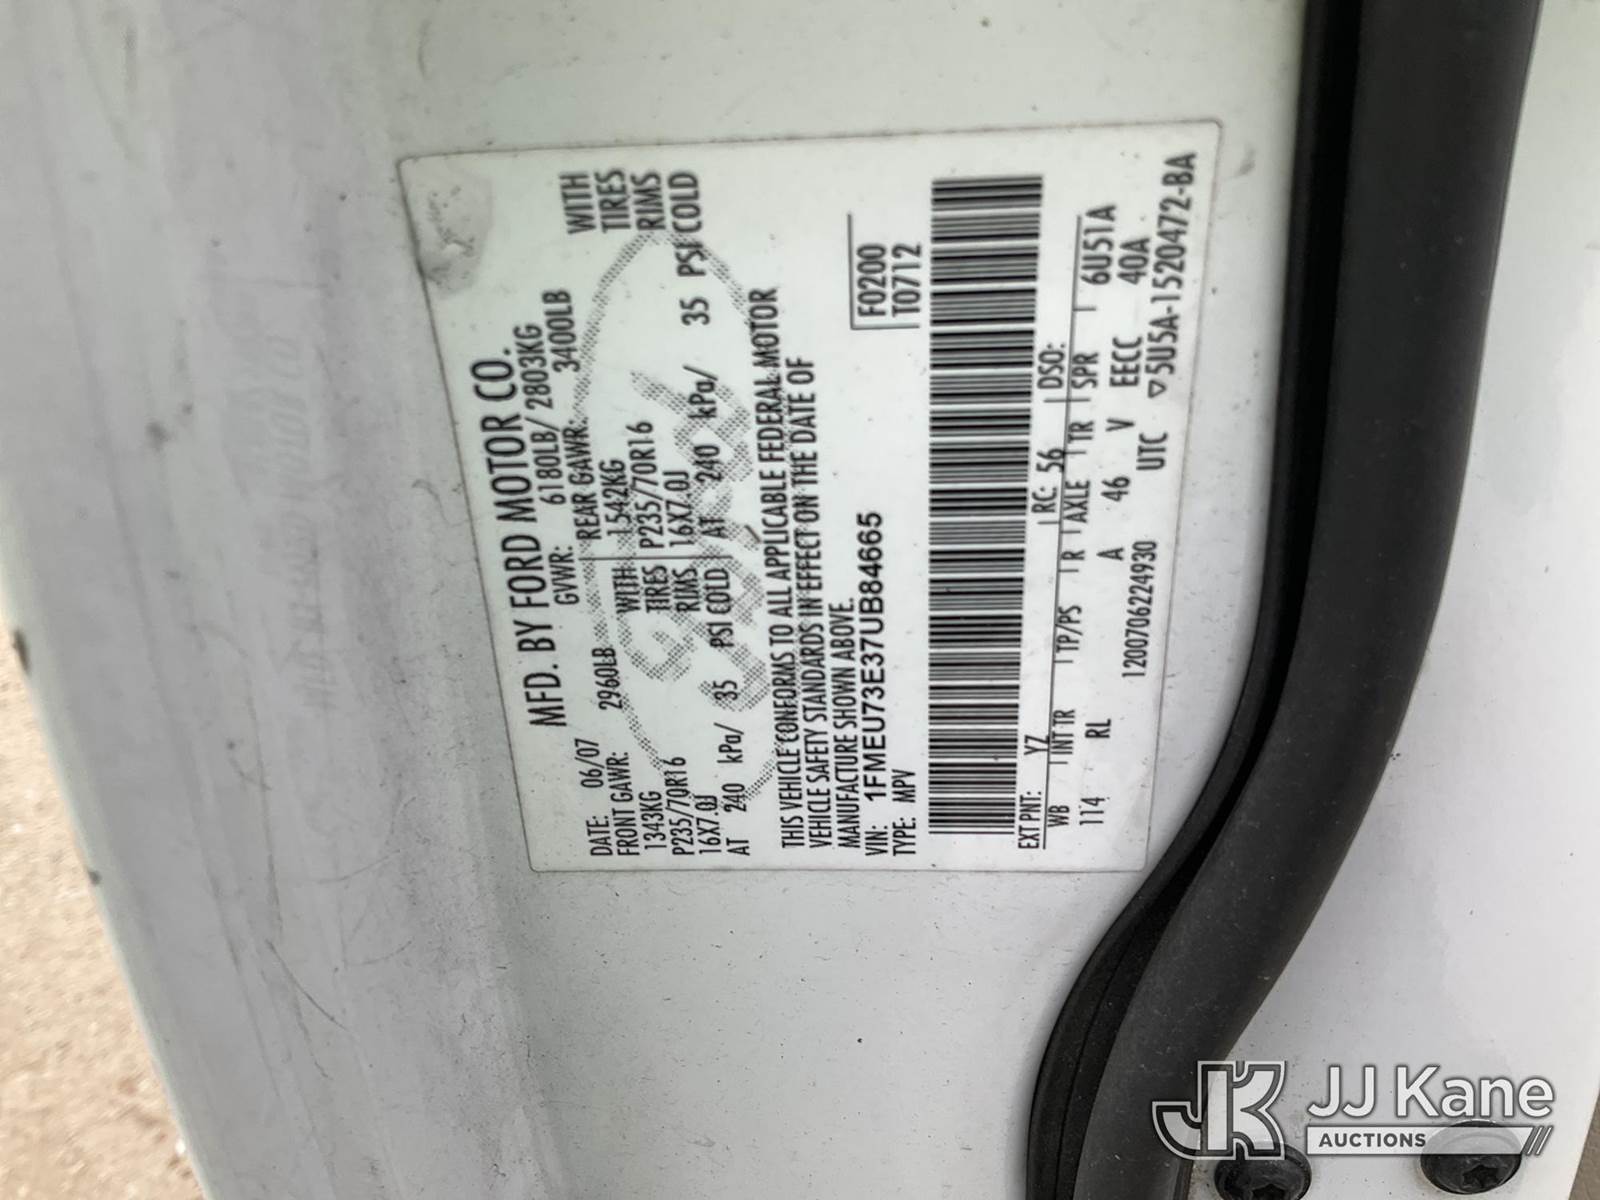 MFD. BY FORD MOTOR CO.
DATE: 06/07 GVWR: 6180LB/ 2803KG
FRONT GAWR: 2960LB REAR GAWR: 3400LB
1343KG WITH 1542KG WITH
P235/70R16 TIRES P235/70R16 TIRES
16X7.0J RIMS 16X7.0J RIMS
AT 240 kPa/ 35 PSI COLD AT 240 kPa/ 35 PSI COLD
THIS VEHICLE CONFORMS TO ALL APPLICABLE FEDERAL MOTOR
VEHICLE SAFETY STANDARDS IN EFFECT ON THE DATE OF
MANUFACTURE SHOWN ABOVE.
VIN: 1FMEU73E37UB84665 F0200
TYPE: MPV T0712
EXT PNT: YZ RC: 56 DSO:
WB INT TR TP/PS R AXLE TR SPR 6U51A
114 RL A 46 V EECC 40A
1200706224930 UTC ▽5U5A-1520472-BA
JK JJ Kane
AUCTIONS